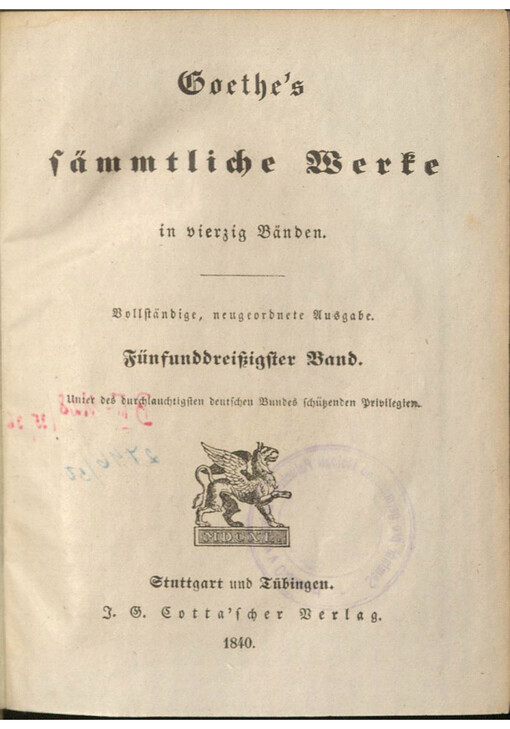 Goethe's
sämmtliche Werke
in vierzig Bänden.
Vollständige, neugeordnete Ausgabe.
Fünfunddreißigster Band.
Unter des durchlauchtigsten deutschen Bundes schützenden Privilegien.
MDCXL
Stuttgart und Tübingen.
J. G. Cotta'scher Verlag.
1840.